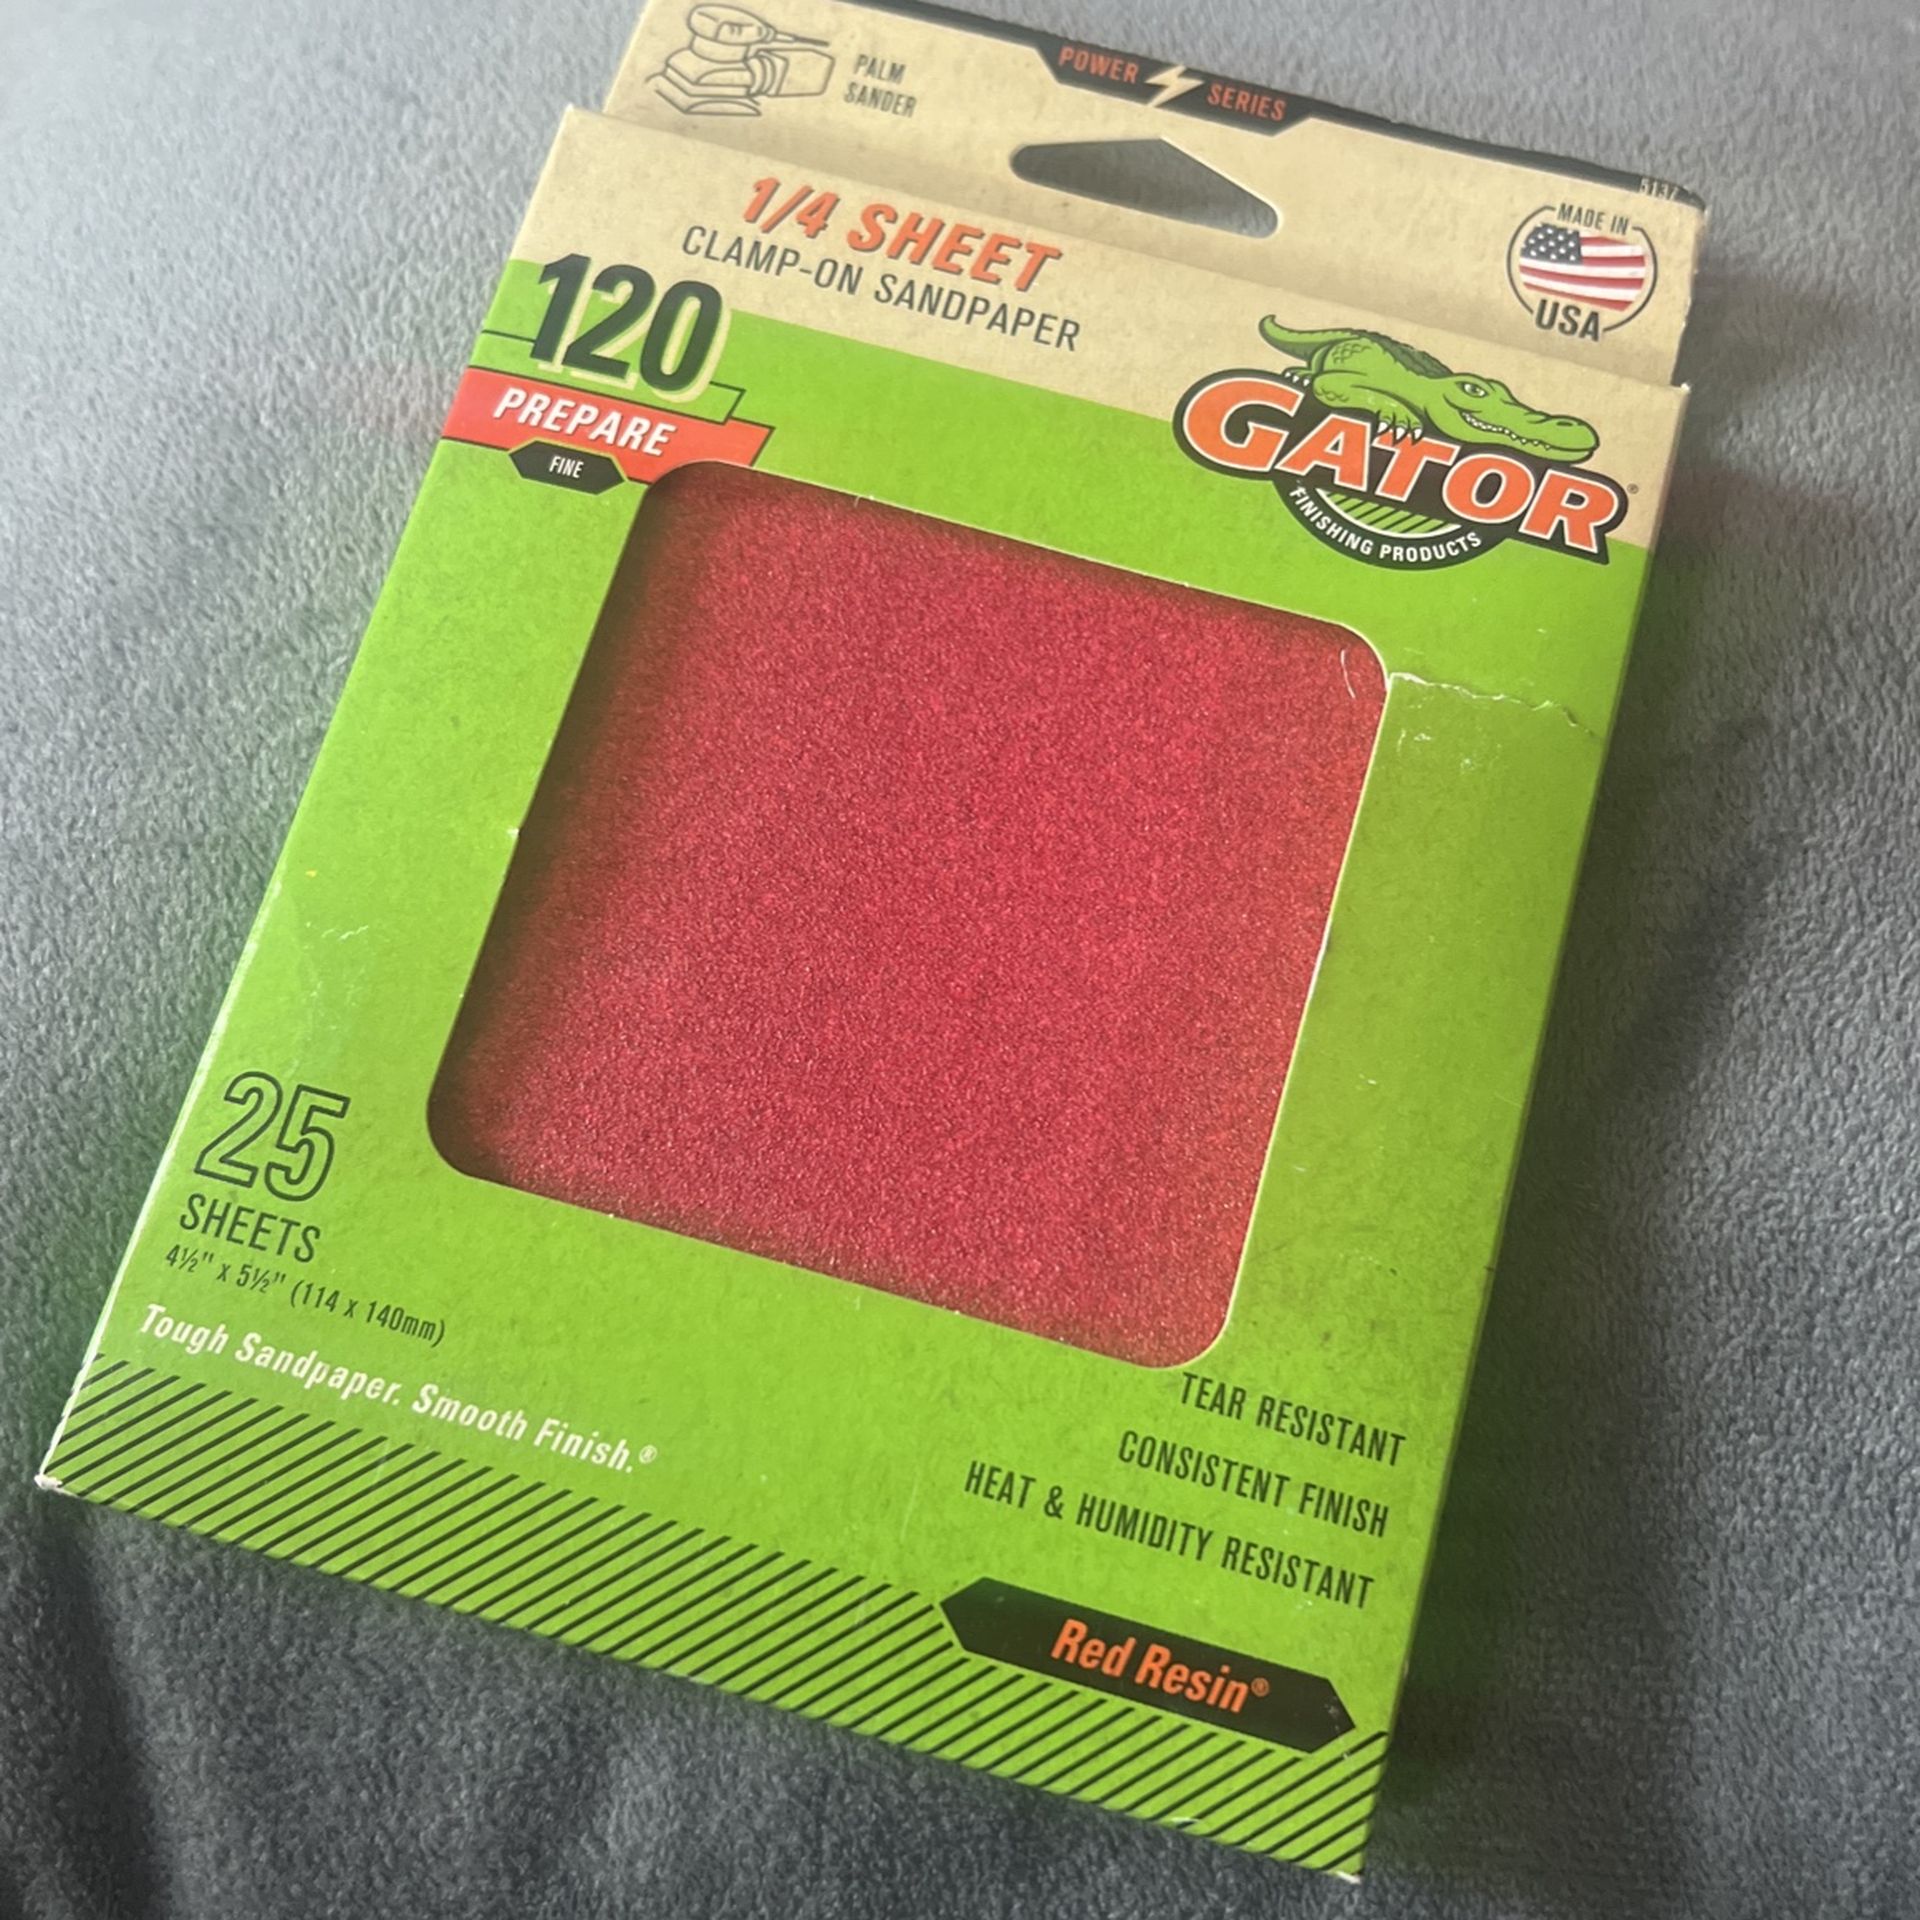 PALM
SANDER
POWER SERIES
5137
MADE IN
USA
1/4 SHEET
CLAMP-ON SANDPAPER
120
PREPARE
FINE
GATOR®
FINISHING PRODUCTS
25
SHEETS
4½" x 5½" (114 x 140mm)
Tough Sandpaper. Smooth Finish.®
TEAR RESISTANT
CONSISTENT FINISH
HEAT & HUMIDITY RESISTANT
Red Resin®